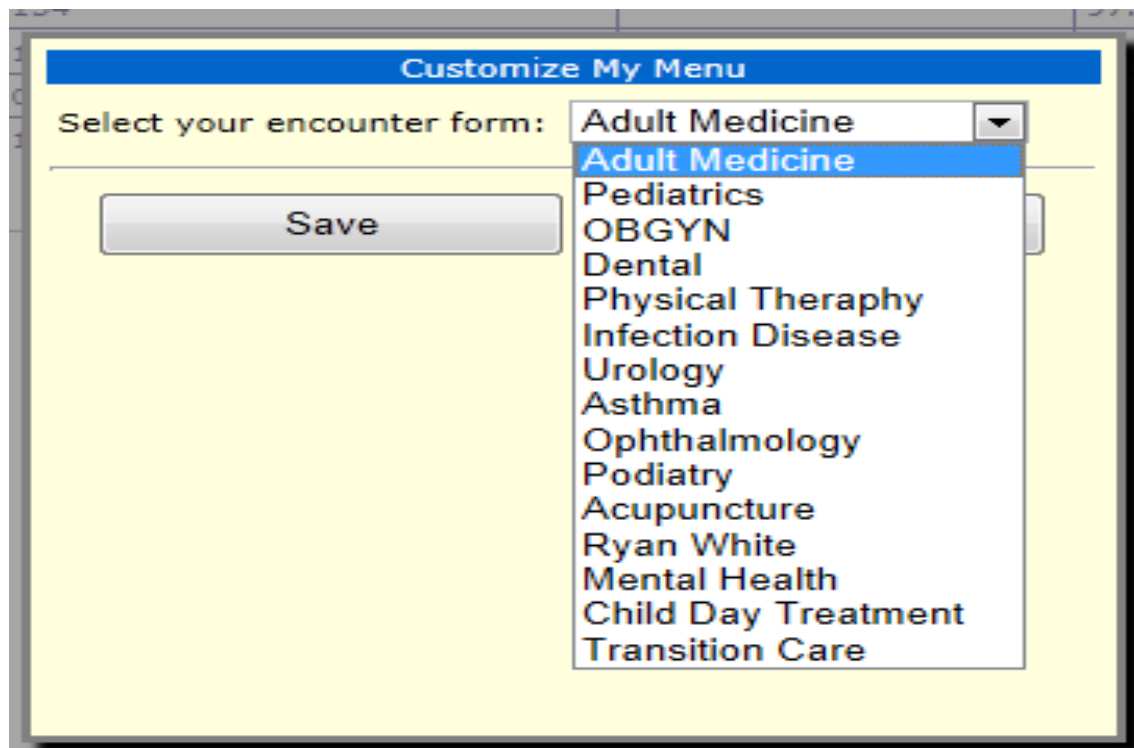 Customize My Menu
Select your encounter form: Adult Medicine
Adult Medicine
Pediatrics
Save OBGYN
Dental
Physical Theraphy
Infection Disease
Urology
Asthma
Ophthalmology
Podiatry
Acupuncture
Ryan White
Mental Health
Child Day Treatment
Transition Care